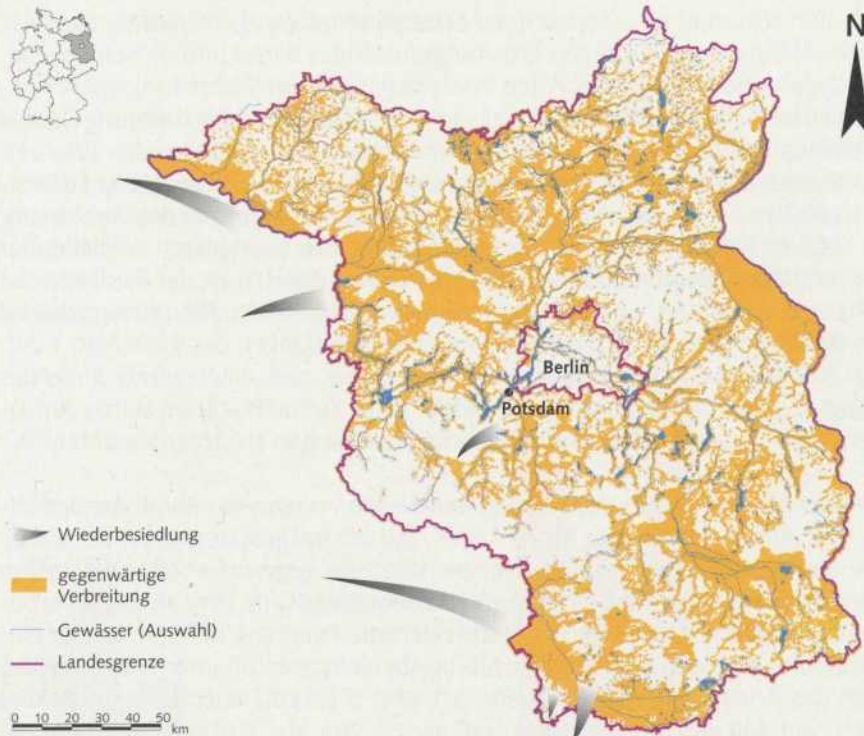 N
Berlin
Potsdam
Wiederbesiedlung
gegenwärtige
Verbreitung
Gewässer (Auswahl)
Landesgrenze
0 10 20 30 40 50
km